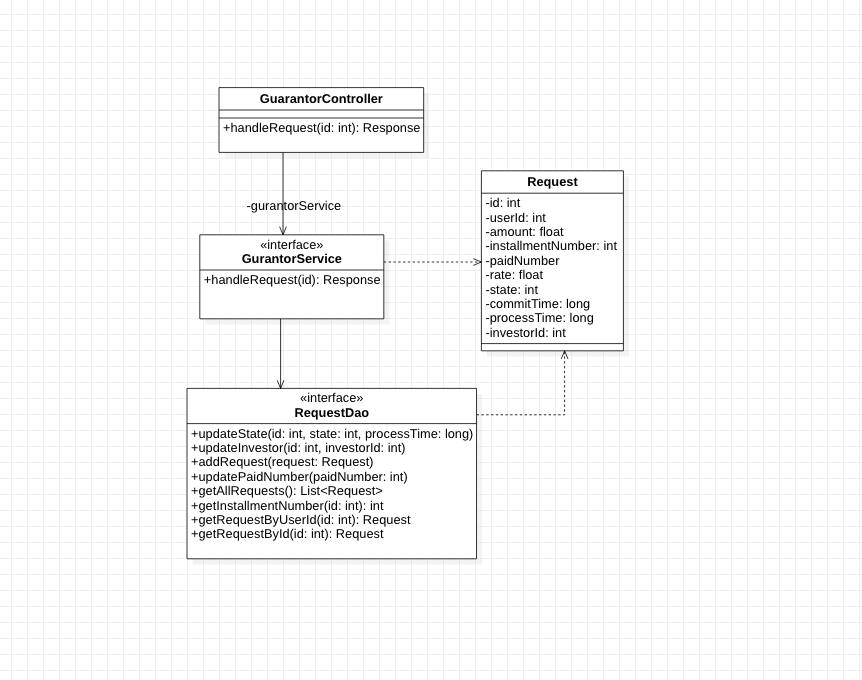 GuarantorController
+handleRequest(id: int): Response
-gurantorService
«interface»
GurantorService
+handleRequest(id): Response
Request
-id: int
-userId: int
-amount: float
-installmentNumber: int
-paidNumber
-rate: float
-state: int
-commitTime: long
-processTime: long
-investorId: int
«interface»
RequestDao
+updateState(id: int, state: int, processTime: long)
+updateInvestor(id: int, investorId: int)
+addRequest(request: Request)
+updatePaidNumber(paidNumber: int)
+getAllRequests(): List<Request>
+getInstallmentNumber(id: int): int
+getRequestByUserId(id: int): Request
+getRequestById(id: int): Request